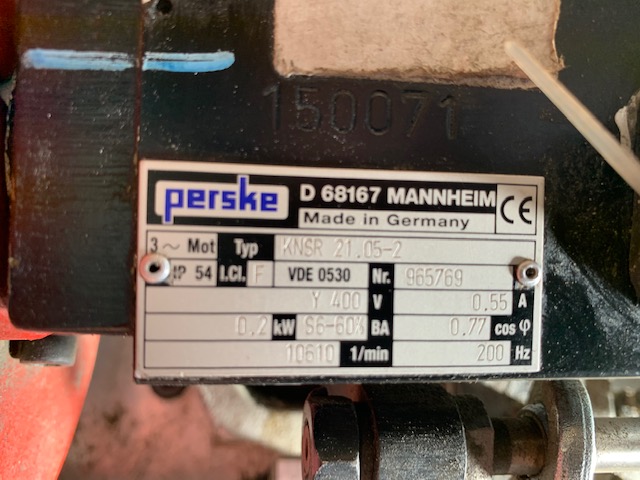 150071
perske D 68167 MANNHEIM CE
Made in Germany
3 ~ Mot Typ KNSR 21.05-2
IP 54 I.Cl. F VDE 0530 Nr. 965769
Y 400 V 0.55 A
0.2 kW S6-60% BA 0.77 cos φ
10610 1/min 200 Hz